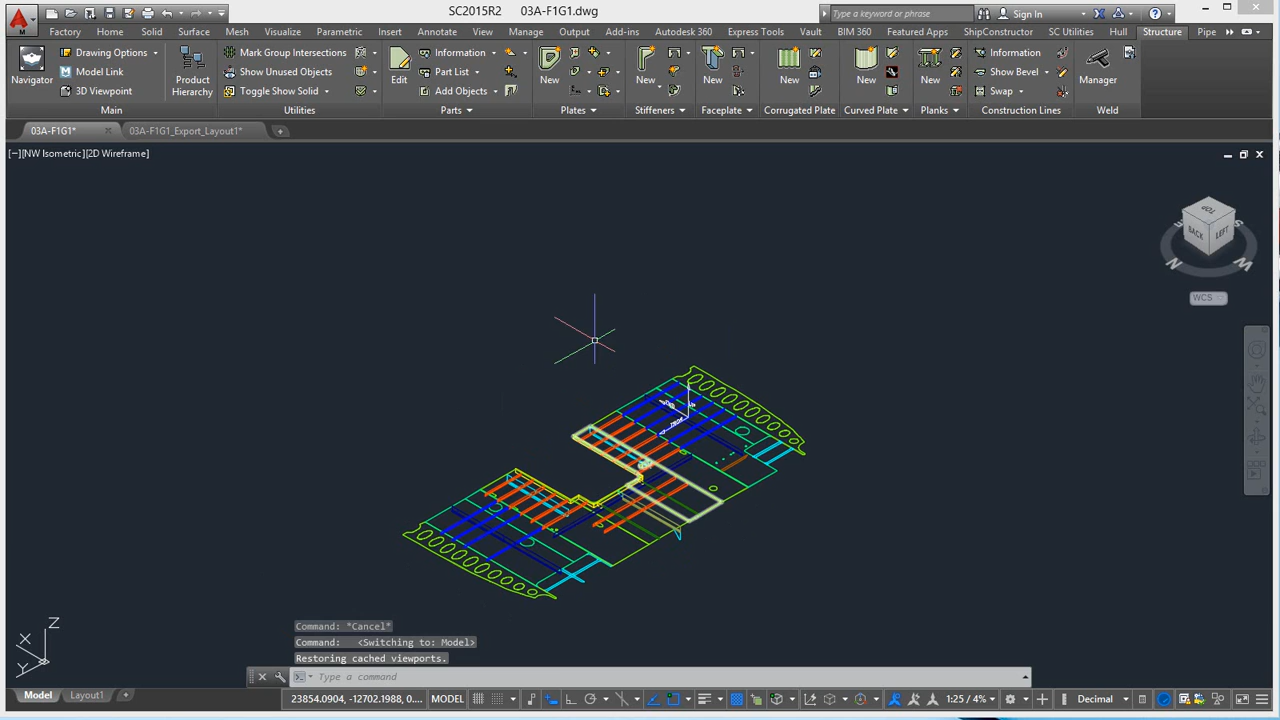 SC2015R2 03A-F1G1.dwg
Type a keyword or phrase
Sign In
Factory Home Solid Surface Mesh Visualize Parametric Insert Annotate View Manage Output Add-ins Autodesk 360 Express Tools Vault BIM 360 Featured Apps ShipConstructor SC Utilities Hull Structure Pipe
Navigator
Drawing Options
Model Link
3D Viewpoint
Product Hierarchy
Main
Mark Group Intersections
Show Unused Objects
Toggle Show Solid
Utilities
Edit
Information
Part List
Add Objects
Parts
New
Plates
New
Stiffeners
New
Faceplate
New
Corrugated Plate
New
Curved Plate
New
Planks
Information
Show Bevel
Swap
Construction Lines
Manager
Weld
03A-F1G1* 03A-F1G1_Export_Layout1*
[−][NW Isometric][2D Wireframe]
TOP
BACK LEFT
N W
WCS
Z
X
Y
Command: *Cancel*
Command: <Switching to: Model>
Restoring cached viewports.
Type a command
Model Layout1
23854.0904, -12702.1988, 0.... MODEL 1:25 / 4% Decimal